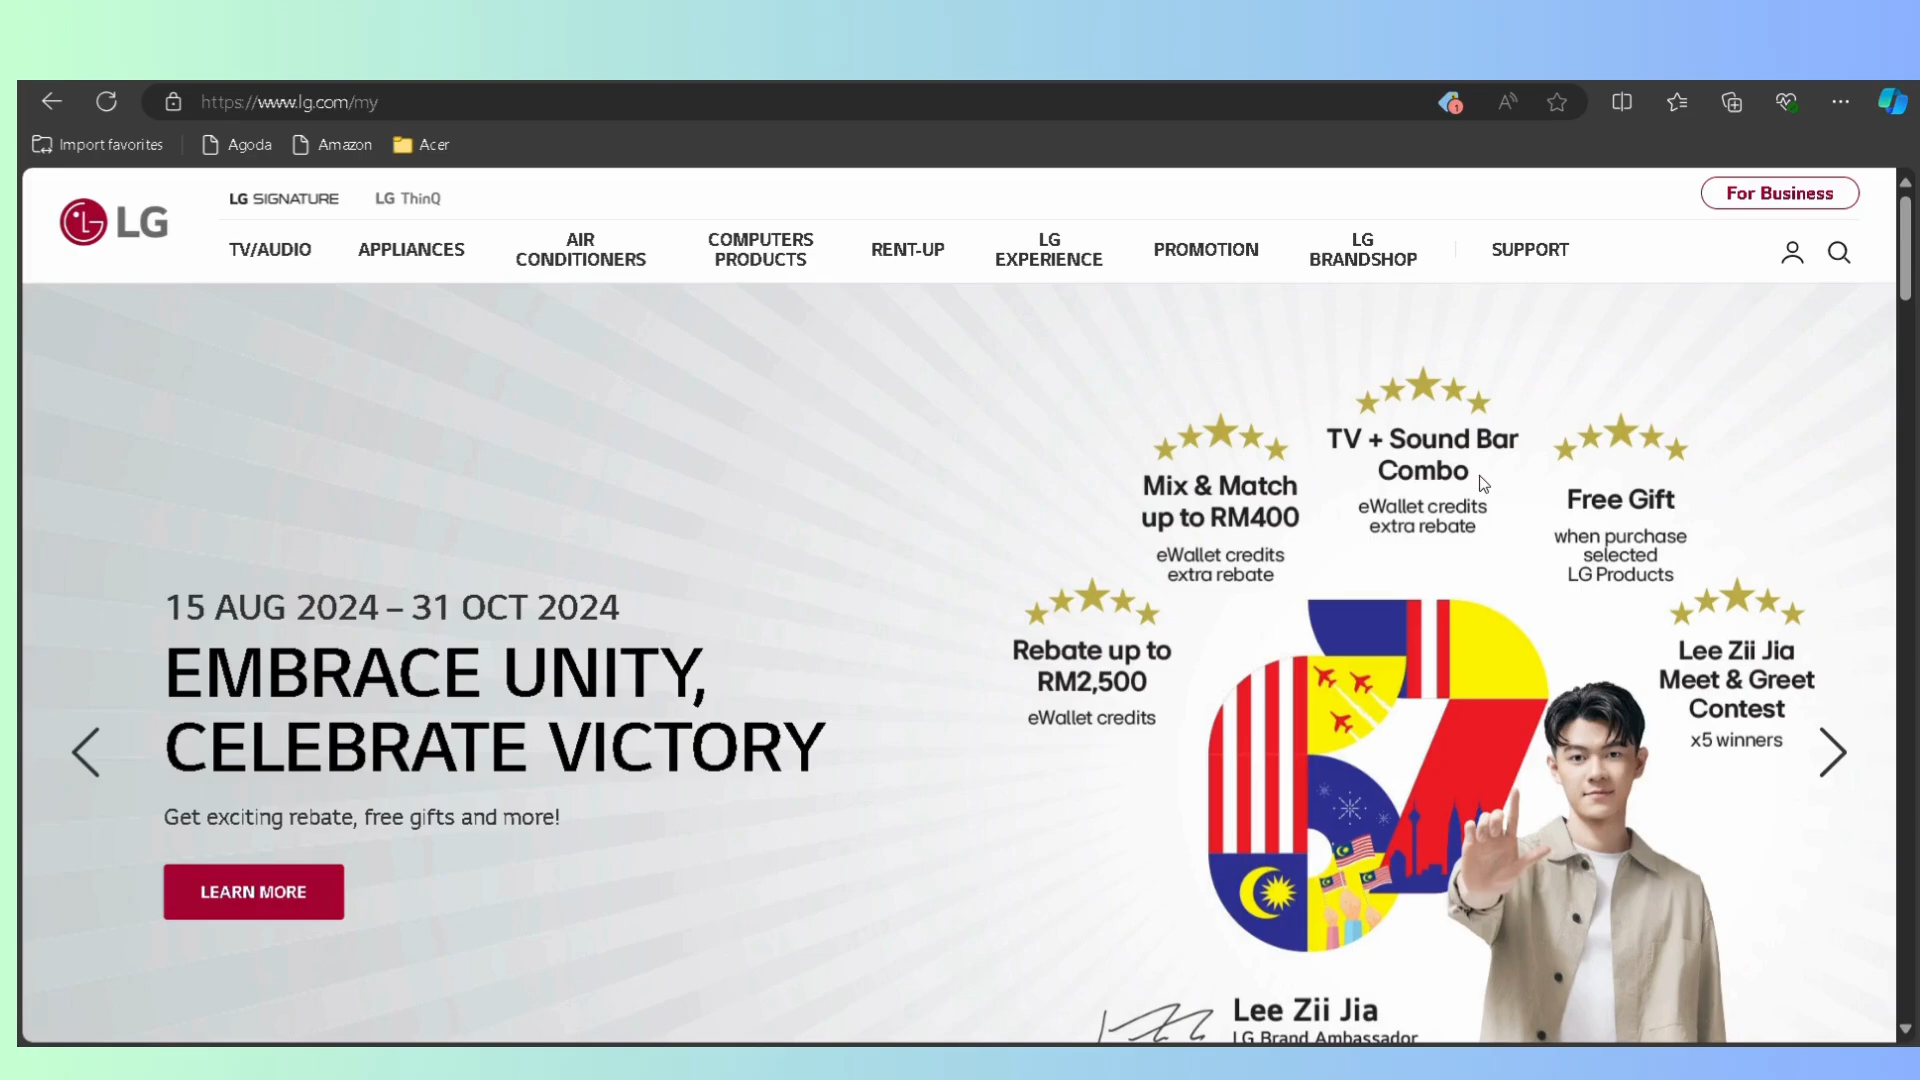 https://www.lg.com/my
1
Import favorites
Agoda
Amazon
Acer
LG
LG SIGNATURE
LG ThinQ
For Business
TV/AUDIO
APPLIANCES
AIR
CONDITIONERS
COMPUTERS
PRODUCTS
RENT-UP
LG
EXPERIENCE
PROMOTION
LG
BRANDSHOP
SUPPORT
15 AUG 2024 – 31 OCT 2024
EMBRACE UNITY,
CELEBRATE VICTORY
Get exciting rebate, free gifts and more!
LEARN MORE
Rebate up to
RM2,500
eWallet credits
Mix & Match
up to RM400
eWallet credits
extra rebate
TV + Sound Bar
Combo
eWallet credits
extra rebate
Free Gift
when purchase
selected
LG Products
Lee Zii Jia
Meet & Greet
Contest
x5 winners
67
Lee Zii Jia
LG Brand Ambassador